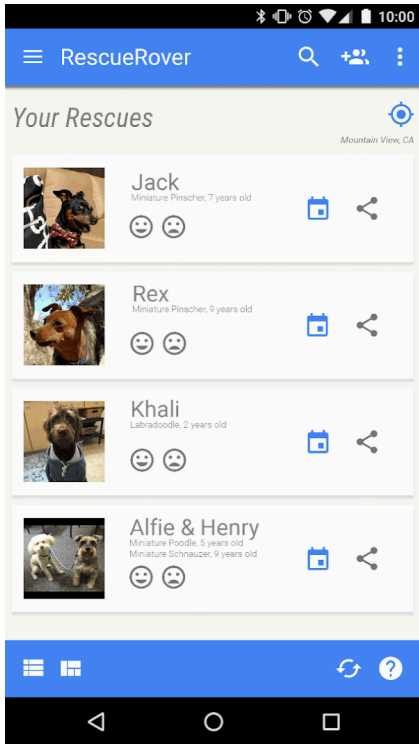 10:00
RescueRover
Your Rescues
Mountain View, CA
Jack
Miniature Pinscher, 7 years old
Rex
Miniature Pinscher, 9 years old
Khali
Labradoodle, 2 years old
Alfie & Henry
Miniature Poodle, 5 years old
Miniature Schnauzer, 9 years old